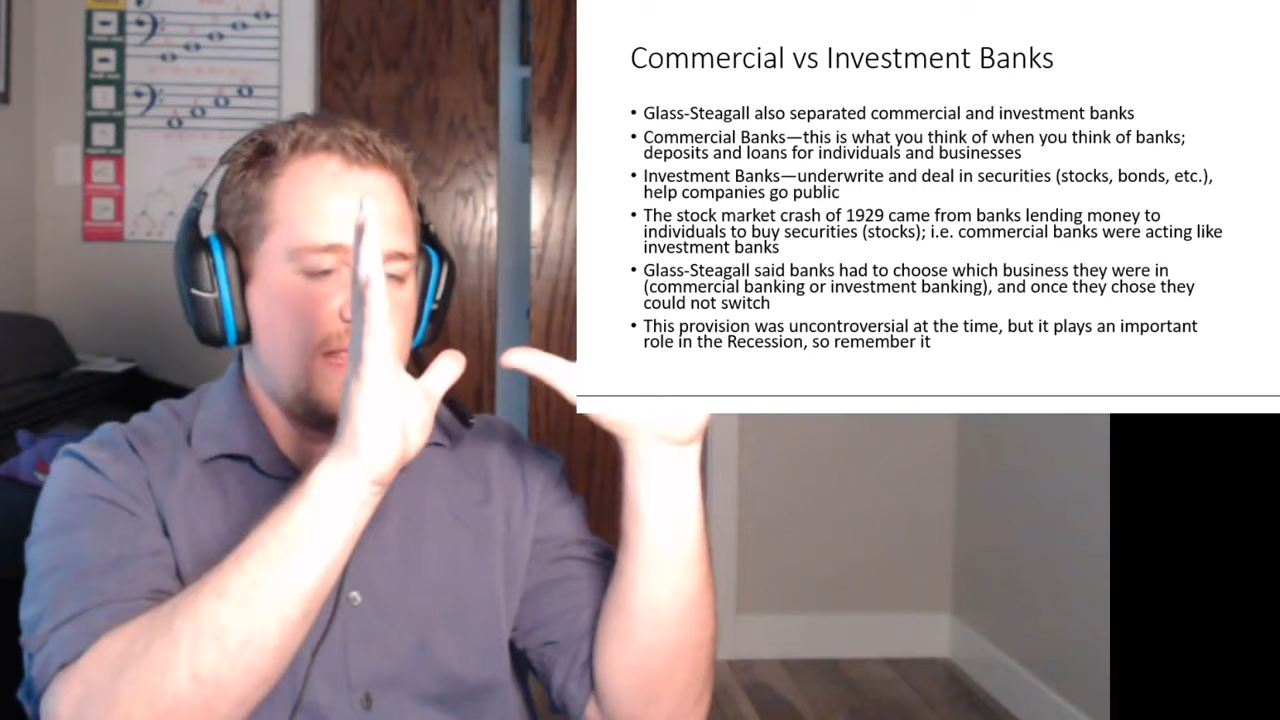 Commercial vs Investment Banks
• Glass-Steagall also separated commercial and investment banks
• Commercial Banks—this is what you think of when you think of banks;
deposits and loans for individuals and businesses
• Investment Banks—underwrite and deal in securities (stocks, bonds, etc.),
help companies go public
• The stock market crash of 1929 came from banks lending money to
individuals to buy securities (stocks); i.e. commercial banks were acting like
investment banks
• Glass-Steagall said banks had to choose which business they were in
(commercial banking or investment banking), and once they chose they
could not switch
• This provision was uncontroversial at the time, but it plays an important
role in the Recession, so remember it